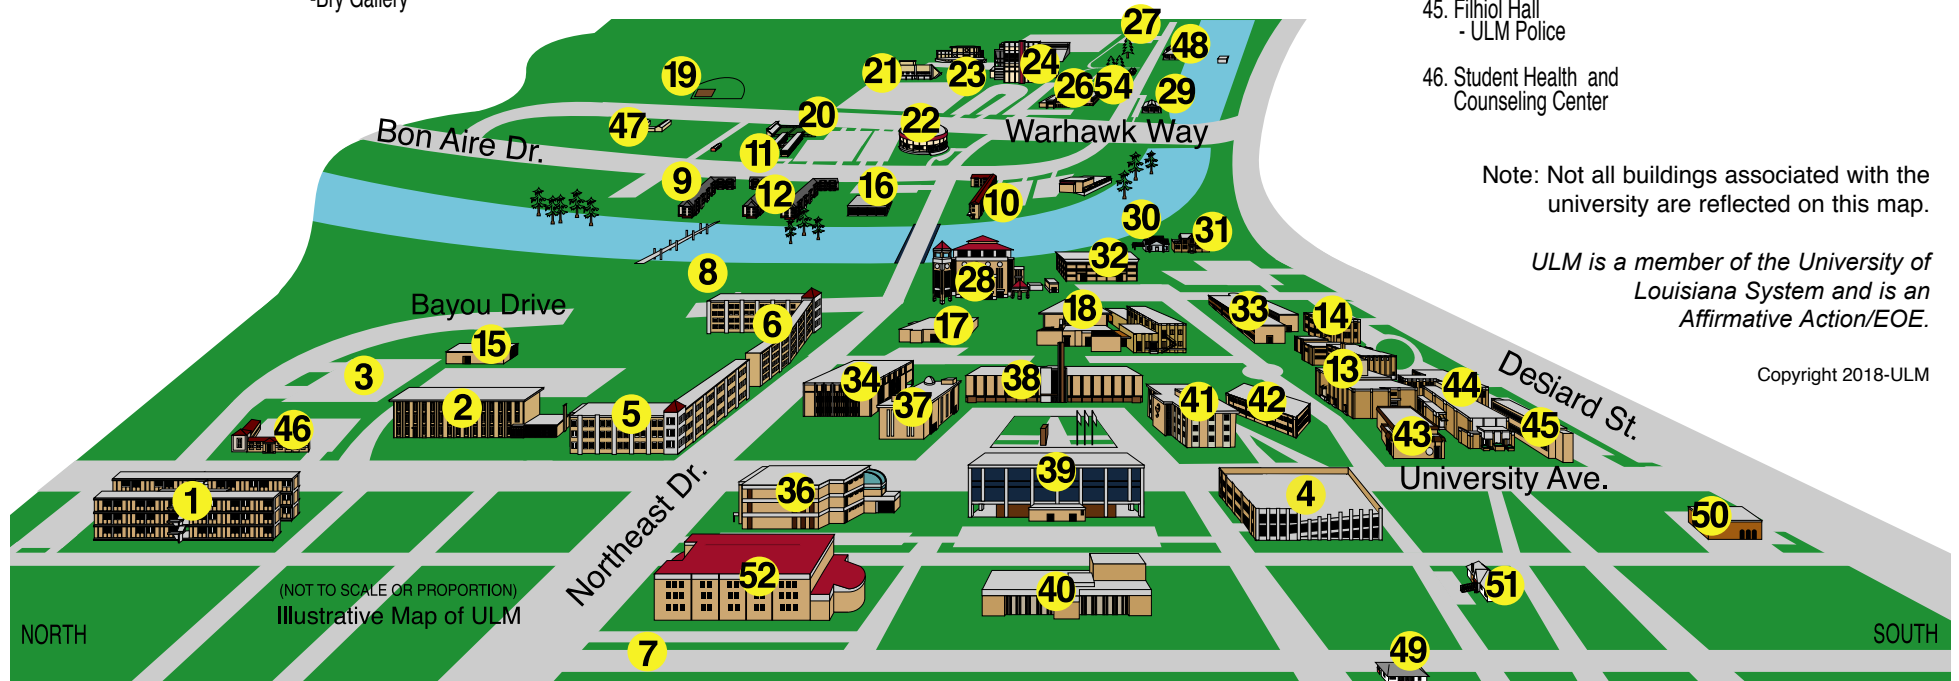 -Bry Gallery
45. Filhiol Hall
- ULM Police
46. Student Health and
Counseling Center
Note: Not all buildings associated with the
university are reflected on this map.
ULM is a member of the University of
Louisiana System and is an
Affirmative Action/EOE.
Copyright 2018-ULM
27
48
21
23
24
19
26
54
29
47
20
22
Warhawk Way
Bon Aire Dr.
11
9
12
16
10
30
31
8
28
32
Bayou Drive
6
17
18
33
14
15
3
34
38
13
DeSiard St.
2
5
37
41
42
44
46
43
45
39
University Ave.
1
36
4
50
Northeast Dr.
52
40
51
(NOT TO SCALE OR PROPORTION)
Illustrative Map of ULM
NORTH
SOUTH
7
49